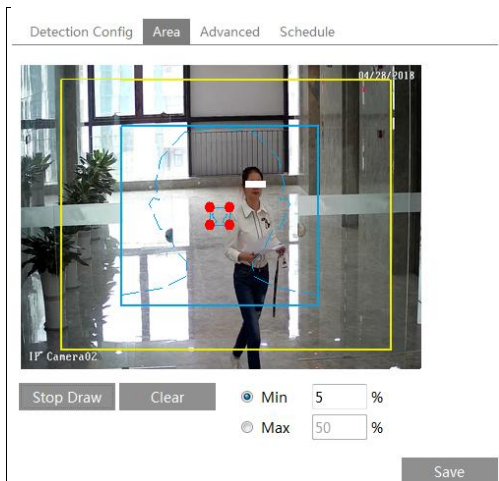 Detection Config Area Advanced Schedule
04/28/2018
IP Camera02
Stop Draw Clear Min 5 %
Max 50 %
Save